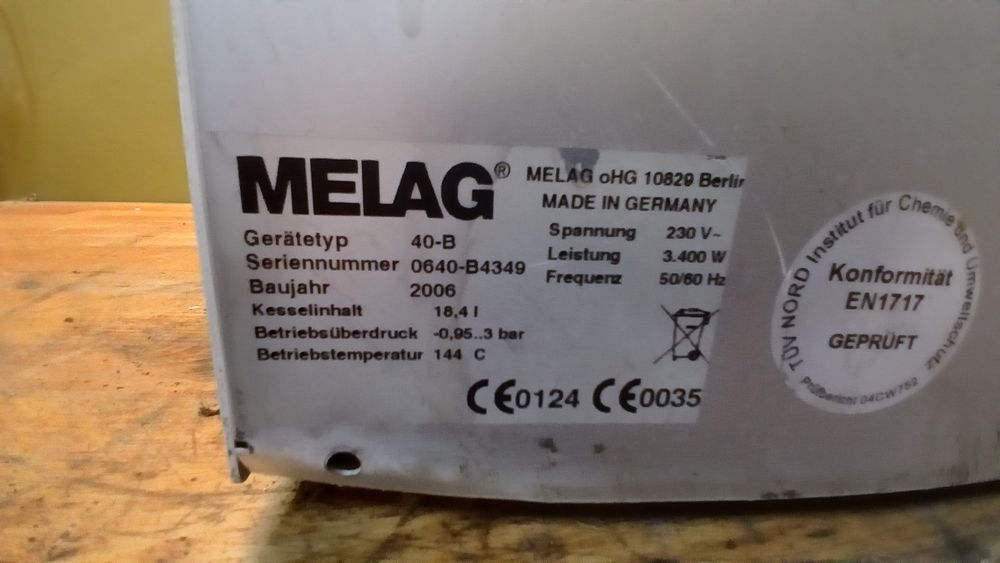 MELAG®
Gerätetyp 40-B
Seriennummer 0640-B4349
Baujahr 2006
Kesselinhalt 18,4 l
Betriebsüberdruck -0,95..3 bar
Betriebstemperatur 144 C
MELAG oHG 10829 Berlin
MADE IN GERMANY
Spannung 230 V~
Leistung 3.400 W
Frequenz 50/60 Hz
CE0124 CE0035
TÜV NORD Institut für Chemie und Umweltschutz
Konformität
EN1717
GEPRÜFT
Prüfbericht 04CW752